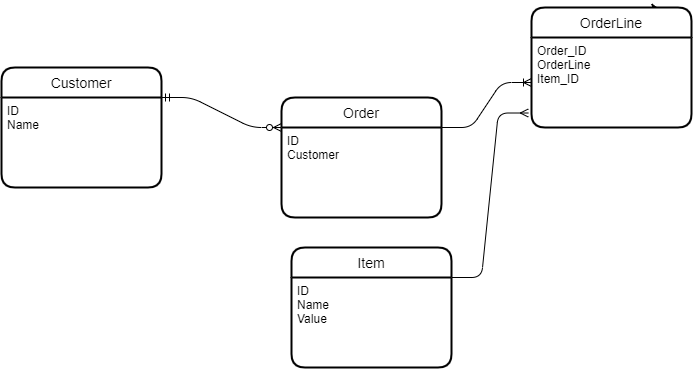 Customer
ID
Name
Order
ID
Customer
OrderLine
Order_ID
OrderLine
Item_ID
Item
ID
Name
Value